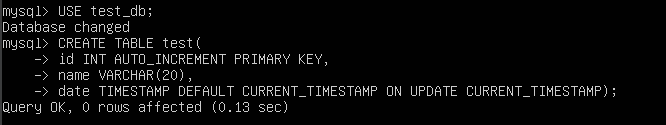 mysql> USE test_db;
Database changed
mysql> CREATE TABLE test(
    -> id INT AUTO_INCREMENT PRIMARY KEY,
    -> name VARCHAR(20),
    -> date TIMESTAMP DEFAULT CURRENT_TIMESTAMP ON UPDATE CURRENT_TIMESTAMP);
Query OK, 0 rows affected (0.13 sec)